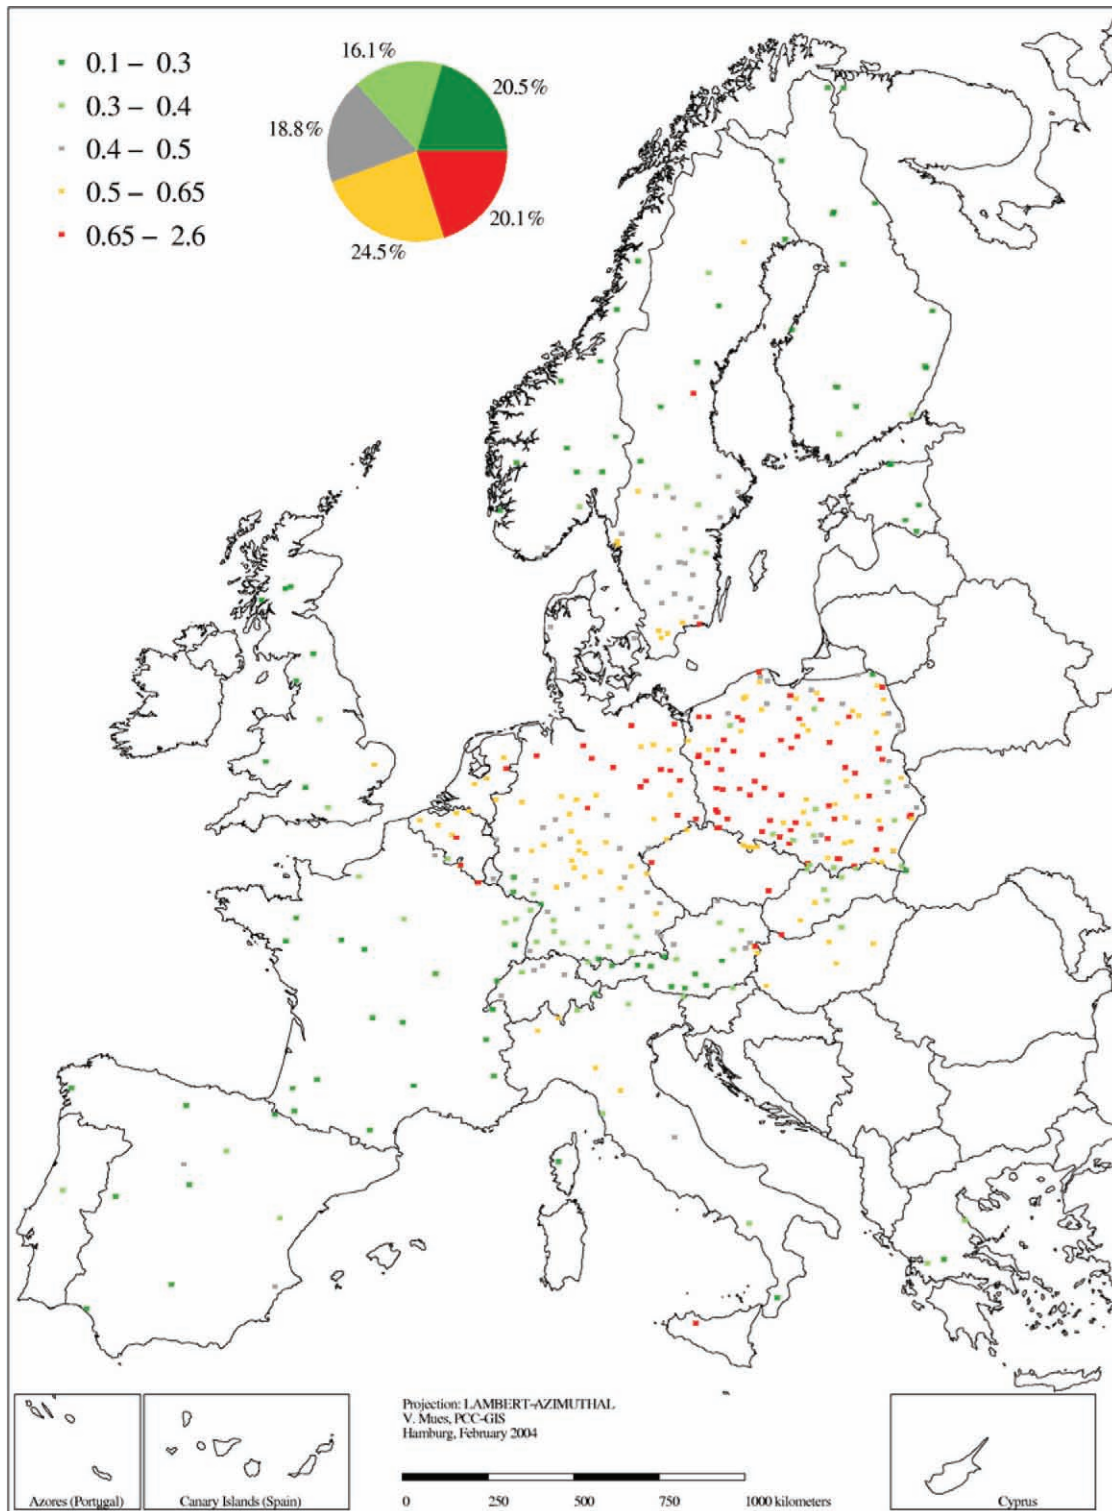 0.1 – 0.3
0.3 – 0.4
0.4 – 0.5
0.5 – 0.65
0.65 – 2.6
16.1%
20.5%
18.8%
20.1%
24.5%
Projection: LAMBERT-AZIMUTHAL
V. Mues, PCC-GIS
Hamburg, February 2004
0 250 500 750 1000 kilometers
Azores (Portugal)
Canary Islands (Spain)
Cyprus